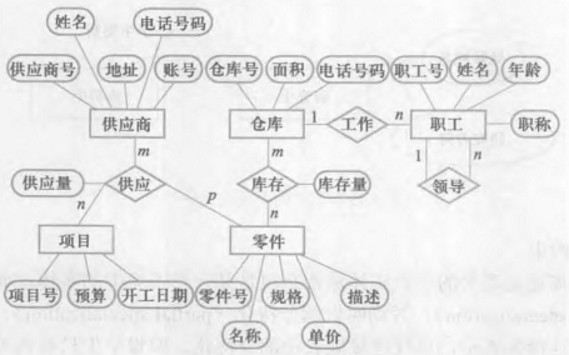 姓名
电话号码
供应商号
地址
账号
仓库号
面积
电话号码
职工号
姓名
年龄
供应商
仓库
1
工作
n
职工
职称
m
m
1
n
供应量
供应
库存
库存量
领导
n
p
n
项目
零件
项目号
预算
开工日期
零件号
规格
描述
名称
单价